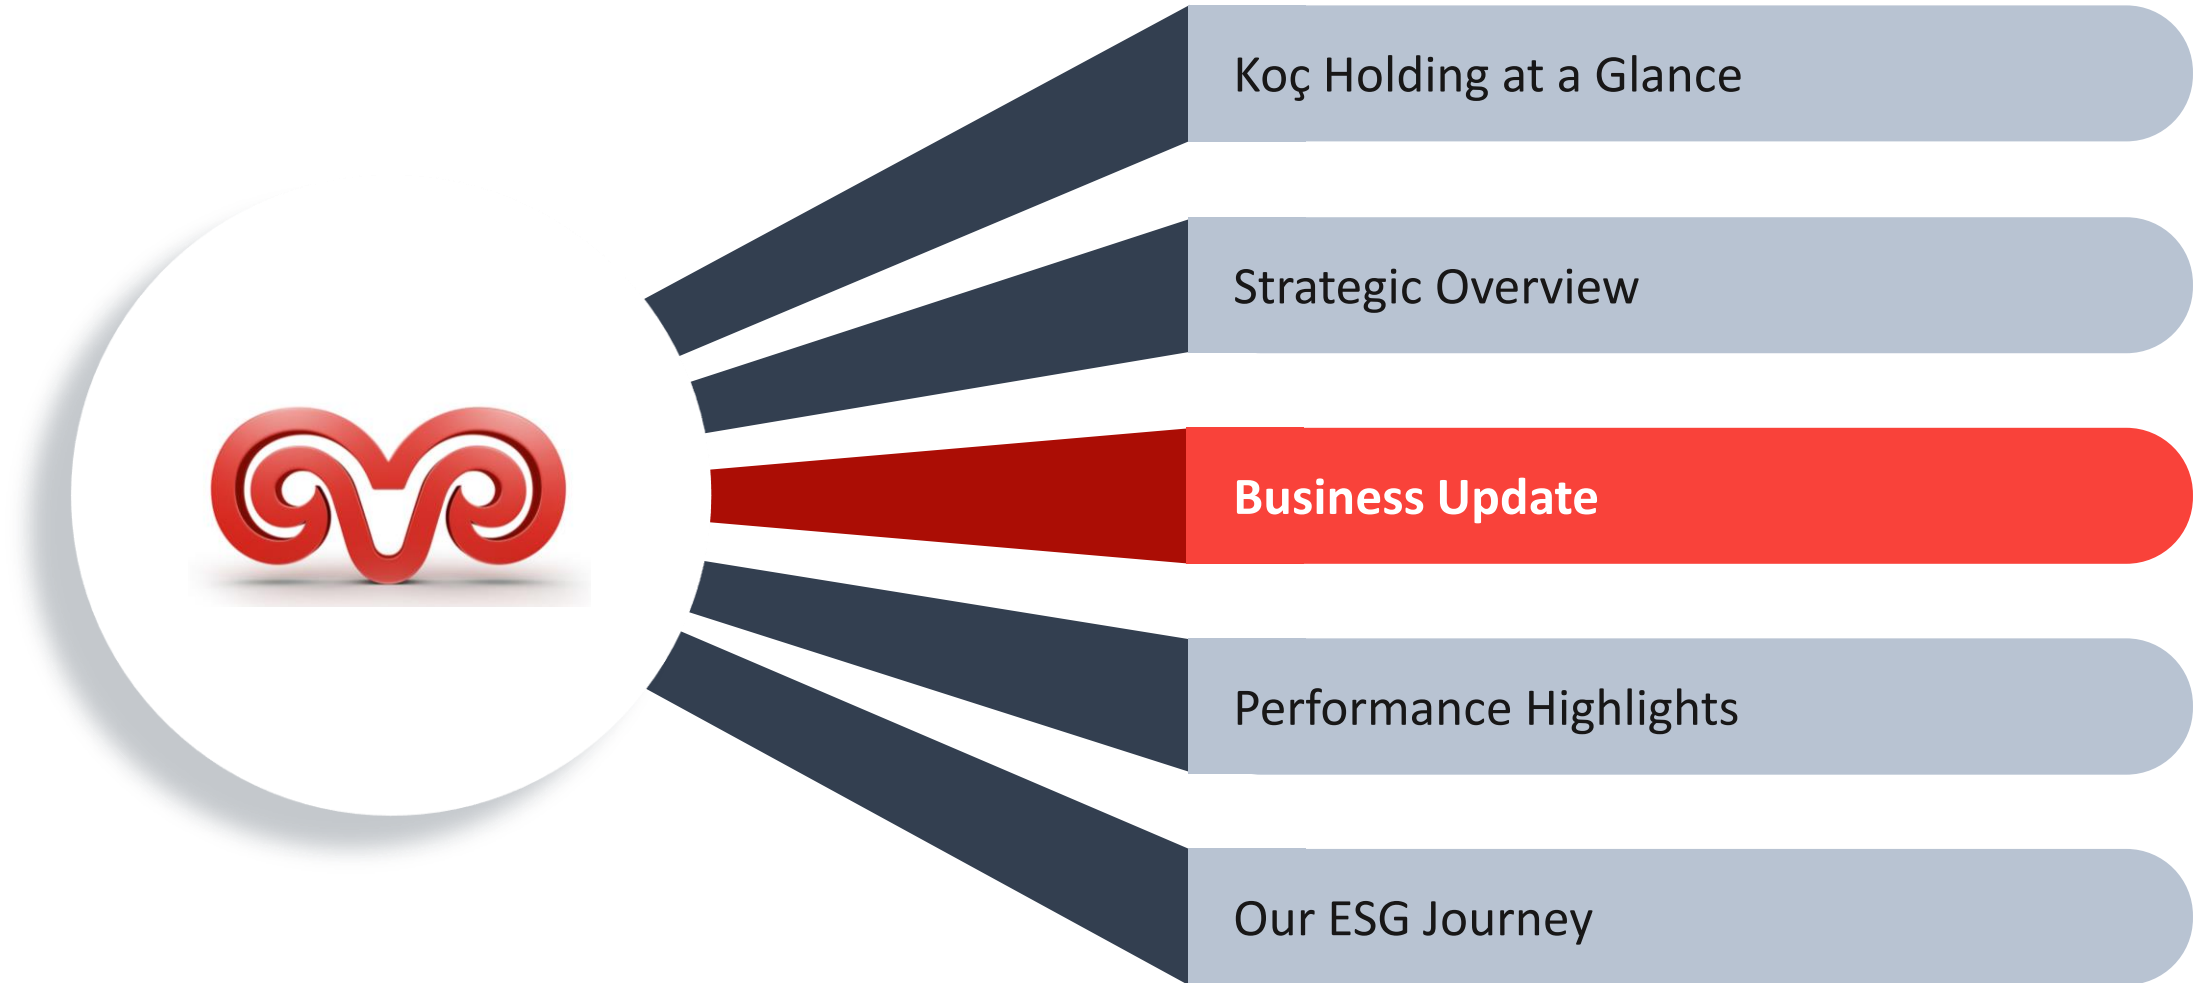 Koç Holding at a Glance
Strategic Overview
Business Update
Performance Highlights
Our ESG Journey